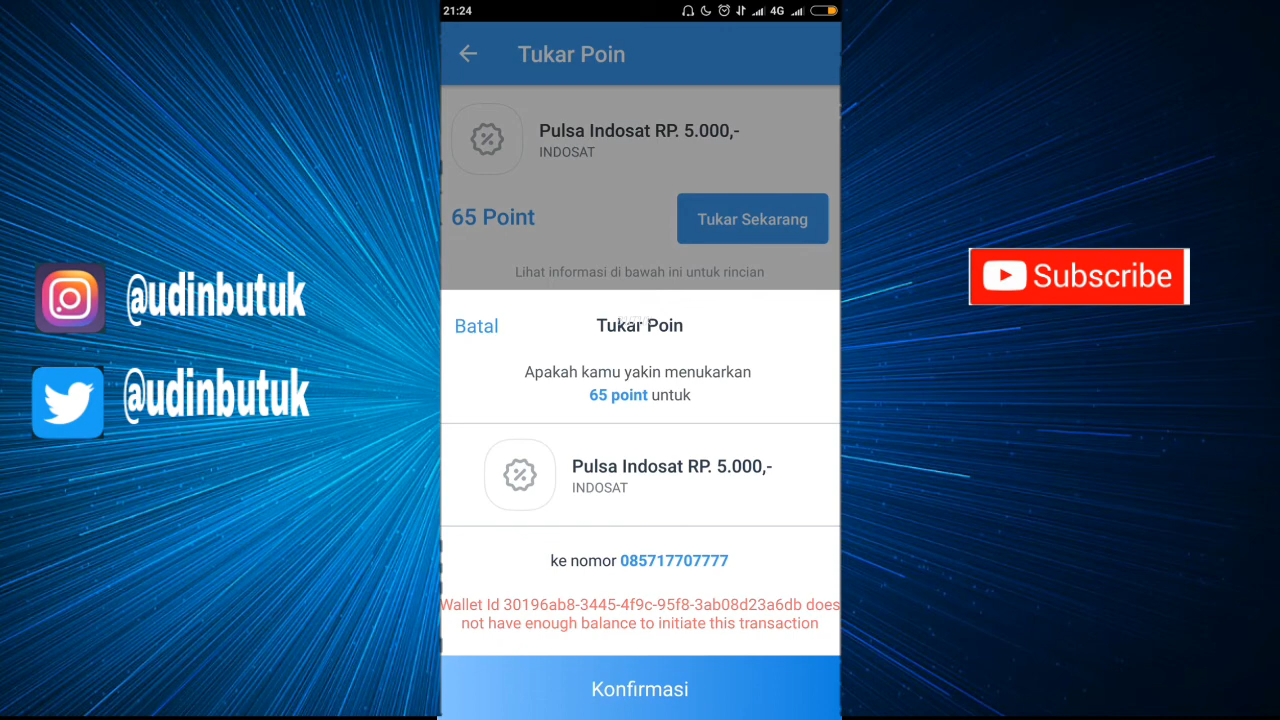 21:24
4G
Tukar Poin
Pulsa Indosat RP. 5.000,-
INDOSAT
65 Point
Tukar Sekarang
Lihat informasi di bawah ini untuk rincian
Batal
Tukar Poin
Apakah kamu yakin menukarkan
65 point untuk
Pulsa Indosat RP. 5.000,-
INDOSAT
ke nomor 085717707777
Wallet Id 30196ab8-3445-4f9c-95f8-3ab08d23a6db does
not have enough balance to initiate this transaction
Konfirmasi
@udinbutuk
@udinbutuk
Subscribe